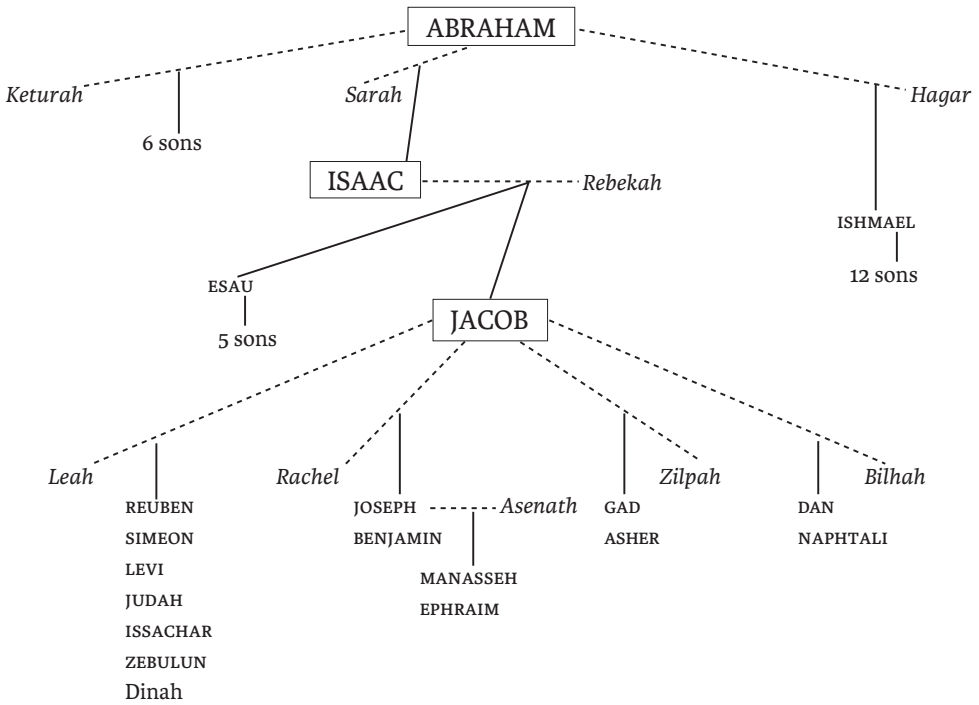 ABRAHAM
Keturah
Sarah
Hagar
6 sons
ISAAC
Rebekah
ISHMAEL
12 sons
ESAU
5 sons
JACOB
Leah
Rachel
Zilpah
Bilhah
REUBEN
SIMEON
LEVI
JUDAH
ISSACHAR
ZEBULUN
Dinah
JOSEPH
Asenath
BENJAMIN
MANASSEH
EPHRAIM
GAD
ASHER
DAN
NAPHTALI